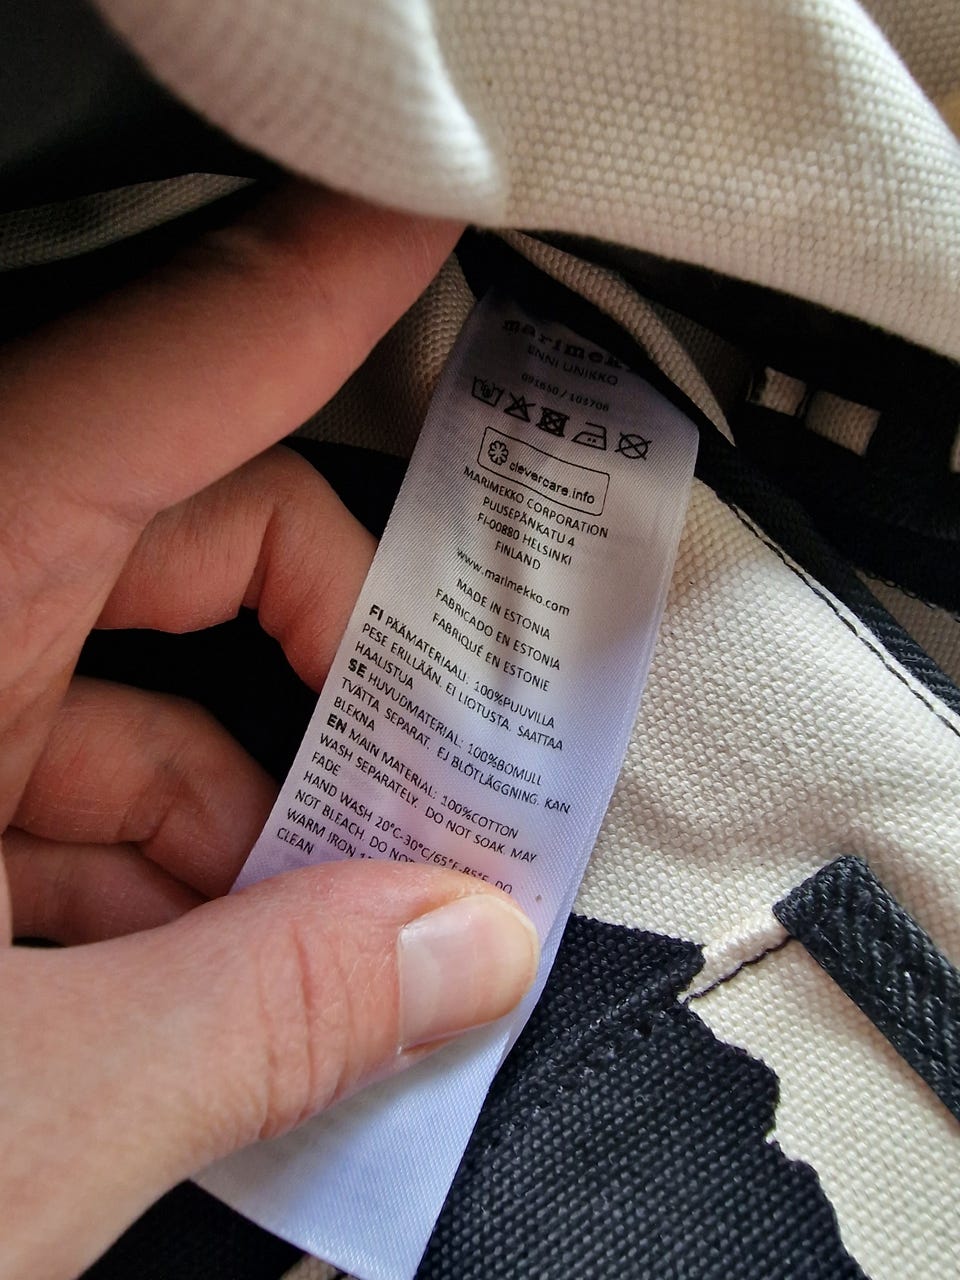 marimek
ENNI UNIKKO
091650 / 103706
clevercare.info
MARIMEKKO CORPORATION
PUUSEPÄNKATU 4
FI-00880 HELSINKI
FINLAND
www.marimekko.com
MADE IN ESTONIA
FABRICADO EN ESTONIA
FABRIQUÉ EN ESTONIE
FI PÄÄMATERIAALI: 100%PUUVILLA
PESE ERILLÄÄN. EI LIOTUSTA. SAATTAA
HAALISTUA
SE HUVUDMATERIAL: 100%BOMULL
TVÄTTA SEPARAT. EJ BLÖTLÄGGNING. KAN
BLEKNA
EN MAIN MATERIAL: 100%COTTON
WASH SEPARATELY. DO NOT SOAK. MAY
FADE
HAND WASH 20°C-30°C/65°F-85°F. DO
NOT BLEACH. DO NOT
WARM IRON
CLEAN